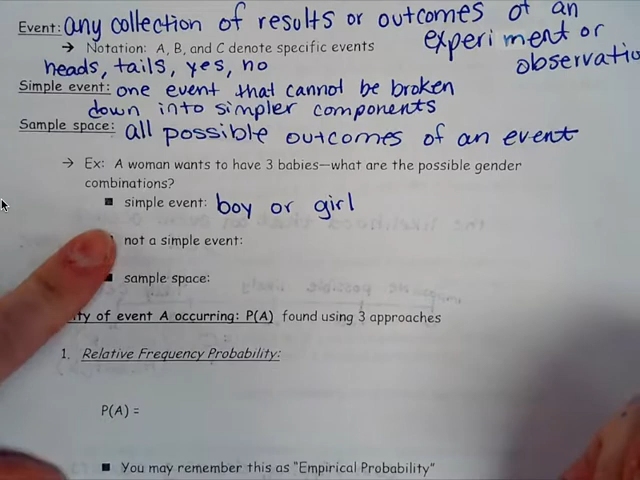 Event: any collection of results or outcomes of an
experiment or
→ Notation: A, B, and C denote specific events
observatio
heads, tails, yes, no
Simple event: one event that cannot be broken
down into simpler components
Sample space: all possible outcomes of an event
→ Ex: A woman wants to have 3 babies—what are the possible gender
combinations?
■ simple event: boy or girl
not a simple event:
■ sample space:
ity of event A occurring: P(A) found using 3 approaches
1. Relative Frequency Probability:
P(A) =
■ You may remember this as "Empirical Probability"